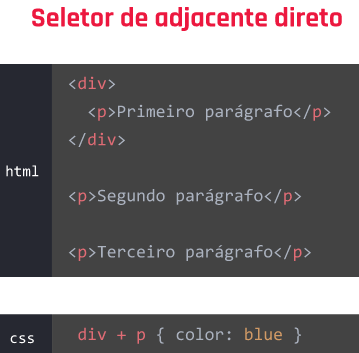 Seletor de adjacente direto
<div>
<p>Primeiro parágrafo</p>
</div>
html
<p>Segundo parágrafo</p>
<p>Terceiro parágrafo</p>
css
div + p { color: blue }